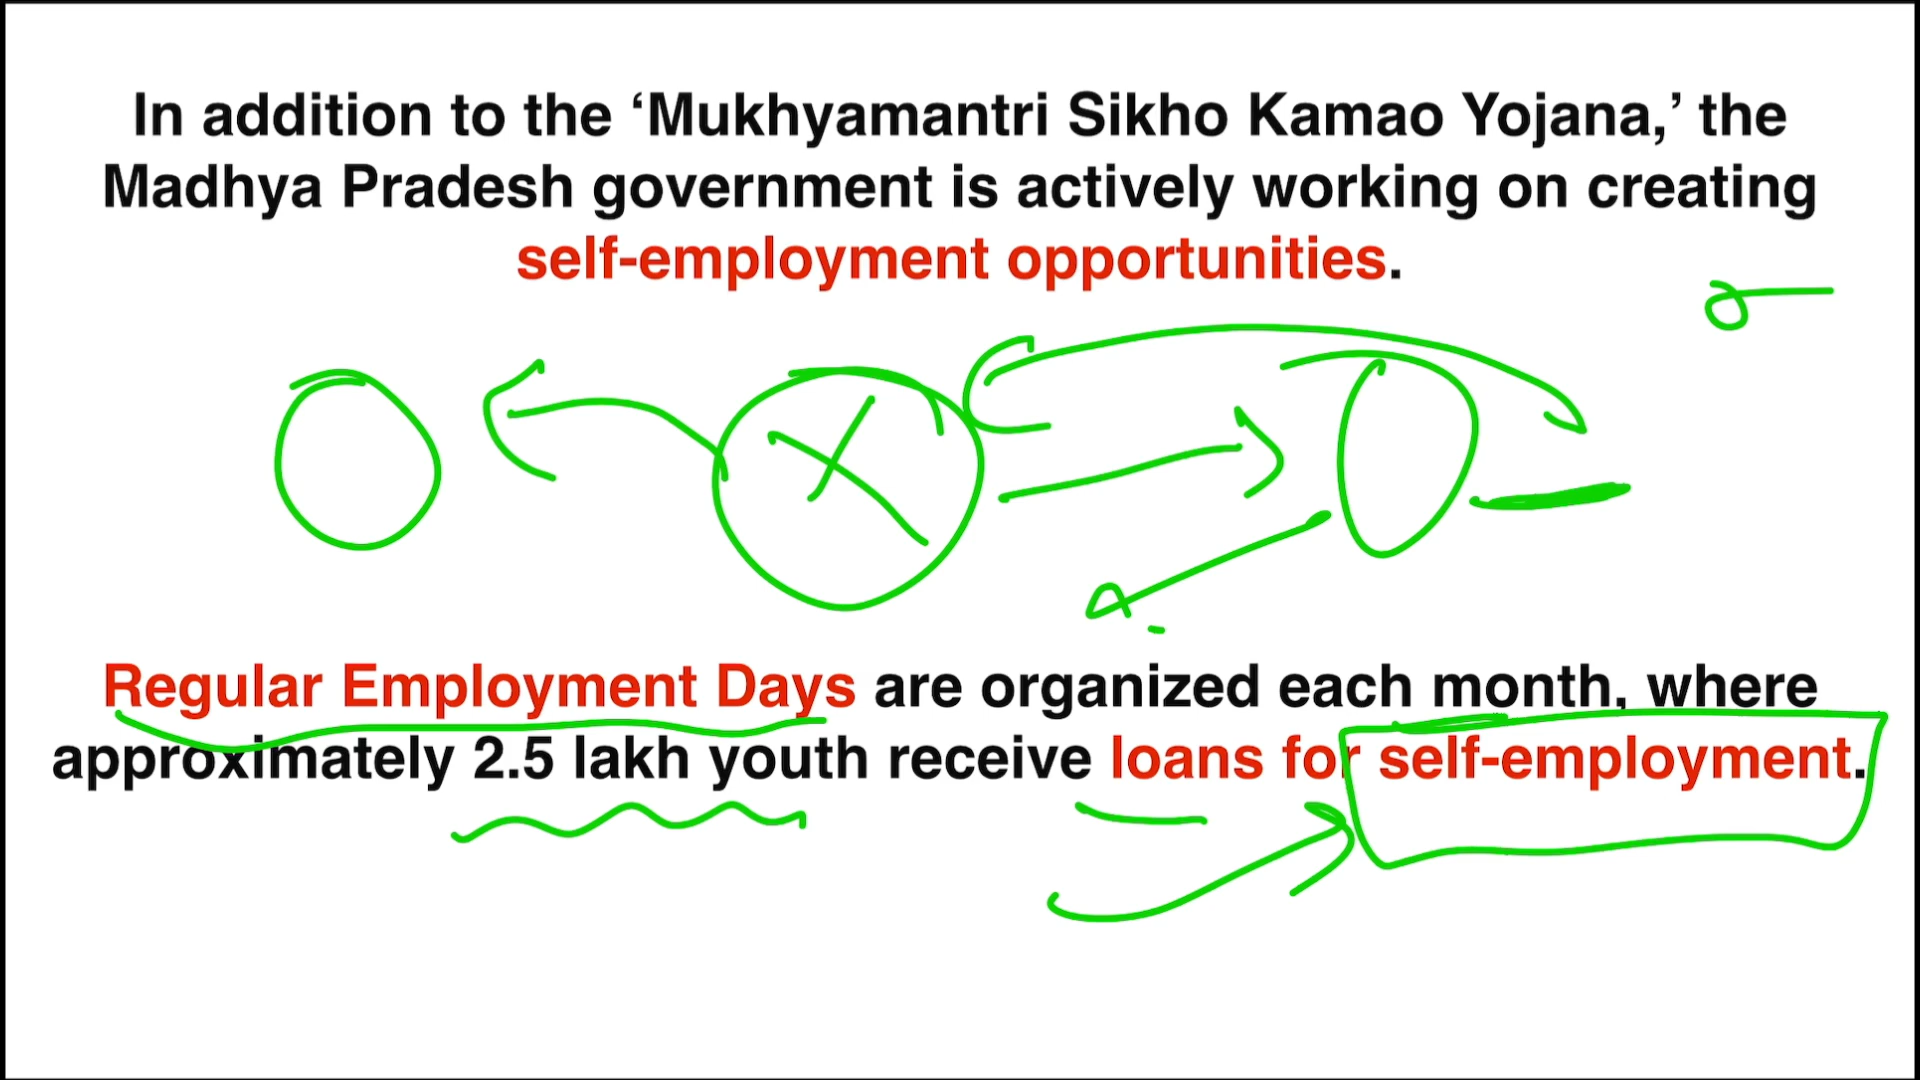 In addition to the ‘Mukhyamantri Sikho Kamao Yojana,’ the
Madhya Pradesh government is actively working on creating
self-employment opportunities.
Regular Employment Days are organized each month, where
approximately 2.5 lakh youth receive loans for self-employment.